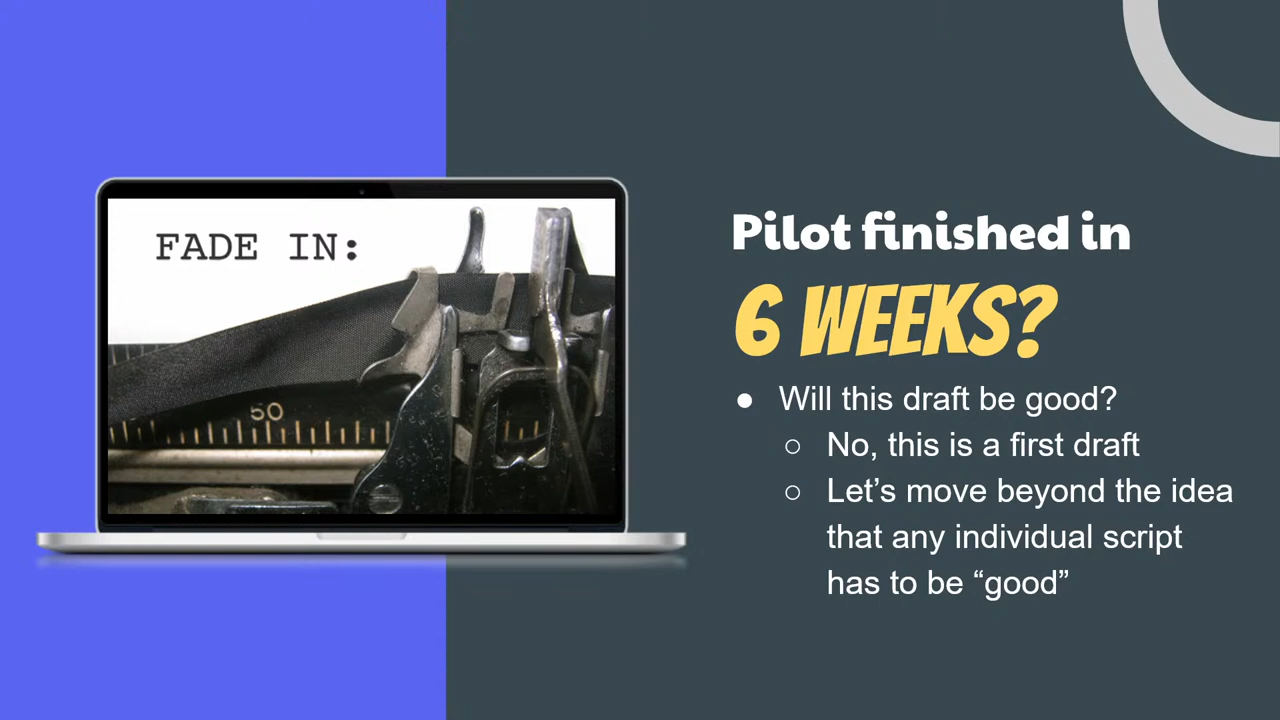 FADE IN:
50
Pilot finished in
6 WEEKS?
● Will this draft be good?
○ No, this is a first draft
○ Let’s move beyond the idea
that any individual script
has to be “good”